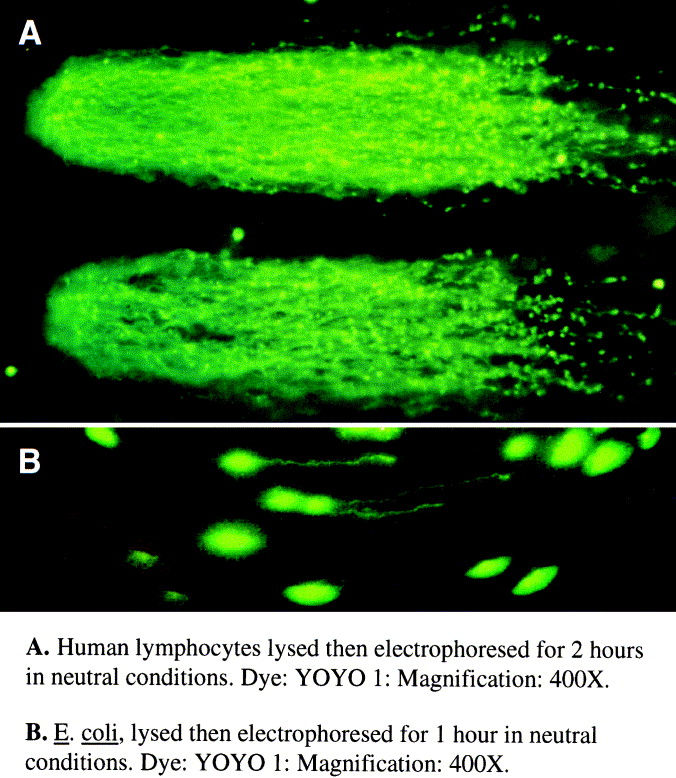 A
B
A. Human lymphocytes lysed then electrophoresed for 2 hours
in neutral conditions. Dye: YOYO 1: Magnification: 400X.
B. E. coli, lysed then electrophoresed for 1 hour in neutral
conditions. Dye: YOYO 1: Magnification: 400X.